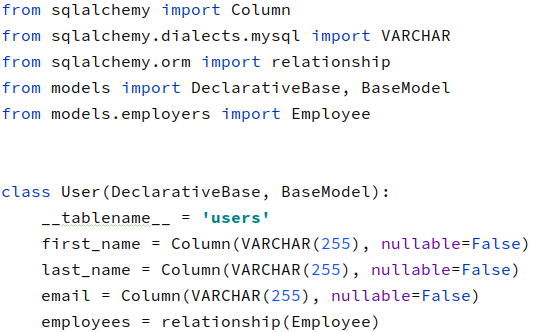 from sqlalchemy import Column
from sqlalchemy.dialects.mysql import VARCHAR
from sqlalchemy.orm import relationship
from models import DeclarativeBase, BaseModel
from models.employers import Employee
class User(DeclarativeBase, BaseModel):
    __tablename__ = 'users'
    first_name = Column(VARCHAR(255), nullable=False)
    last_name = Column(VARCHAR(255), nullable=False)
    email = Column(VARCHAR(255), nullable=False)
    employees = relationship(Employee)